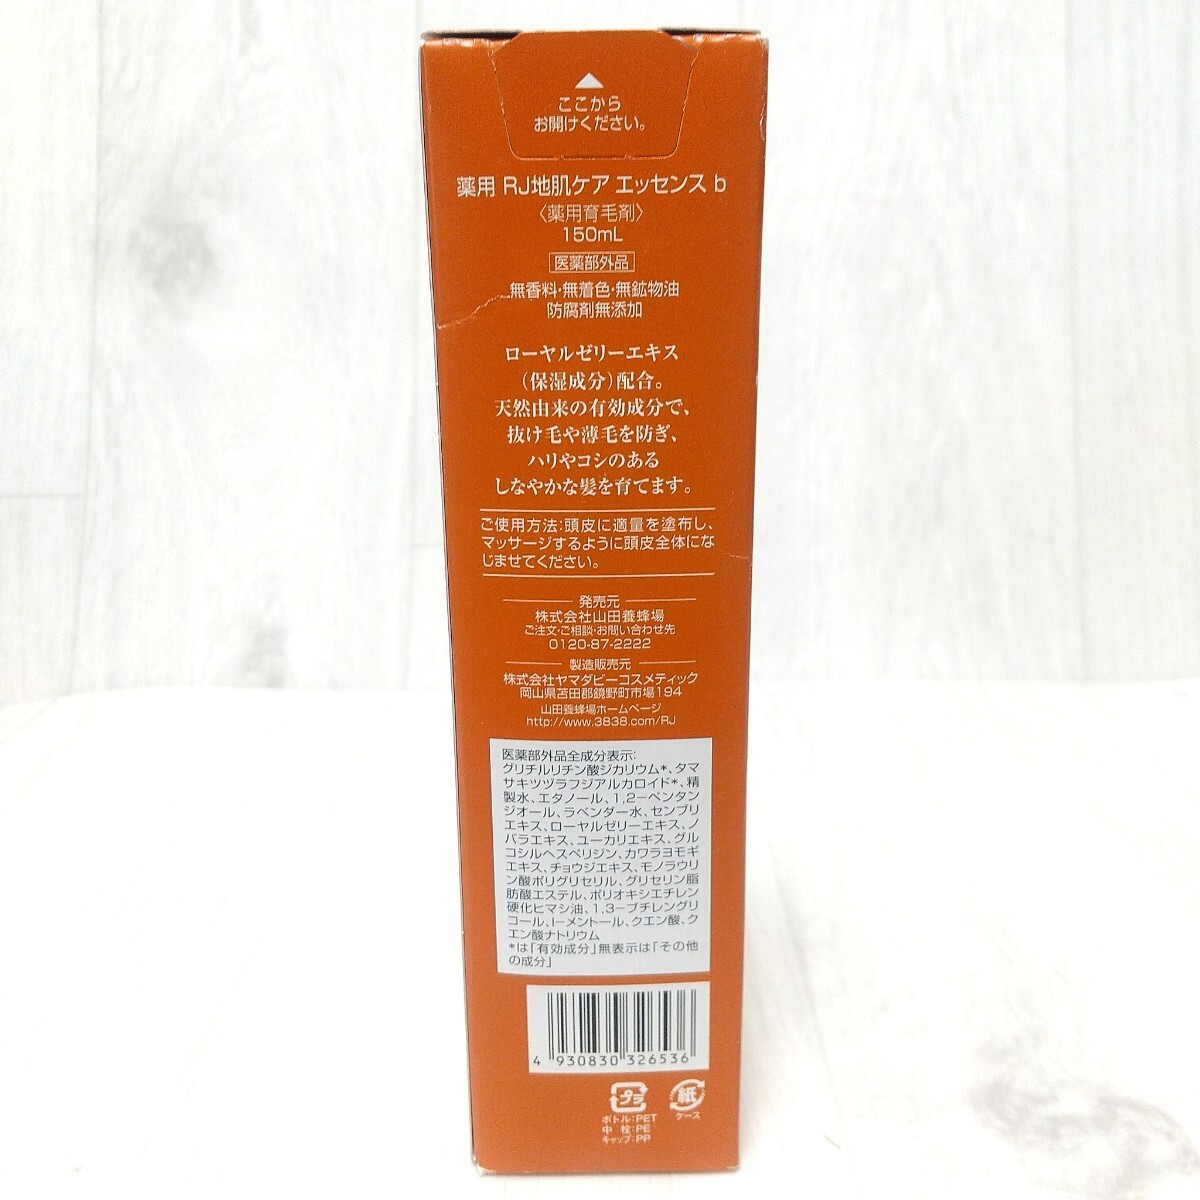 ここから
お開けください。
薬用 RJ地肌ケア エッセンス b
〈薬用育毛剤〉
150mL
医薬部外品
無香料・無着色・無鉱物油
防腐剤無添加
ローヤルゼリーエキス
(保湿成分)配合。
天然由来の有効成分で、
抜け毛や薄毛を防ぎ、
ハリやコシのある
しなやかな髪を育てます。
ご使用方法:頭皮に適量を塗布し、
マッサージするように頭皮全体にな
じませてください。
発売元
株式会社山田養蜂場
ご注文・ご相談・お問い合わせ先
0120-87-2222
製造販売元
株式会社ヤマダビーコスメティック
岡山県苫田郡鏡野町市場194
山田養蜂場ホームページ
http://www.3838.com/RJ
医薬部外品全成分表示:
グリチルリチン酸ジカリウム*、タマ
サキツヅラフジアルカロイド*、精
製水、エタノール、1,2-ペンタン
ジオール、ラベンダー水、センブリ
エキス、ローヤルゼリーエキス、ノ
バラエキス、ユーカリエキス、グル
コシルヘスペリジン、カワラヨモギ
エキス、チョウジエキス、モノラウリ
ン酸ポリグリセリル、グリセリン脂
肪酸エステル、ポリオキシエチレン
硬化ヒマシ油、1,3-ブチレングリ
コール、l-メントール、クエン酸、ク
エン酸ナトリウム
*は「有効成分」無表示は「その他
の成分」
4 930830 326536
プラ 紙
ボトル:PET ケース
中 栓:PE
キャップ:PP